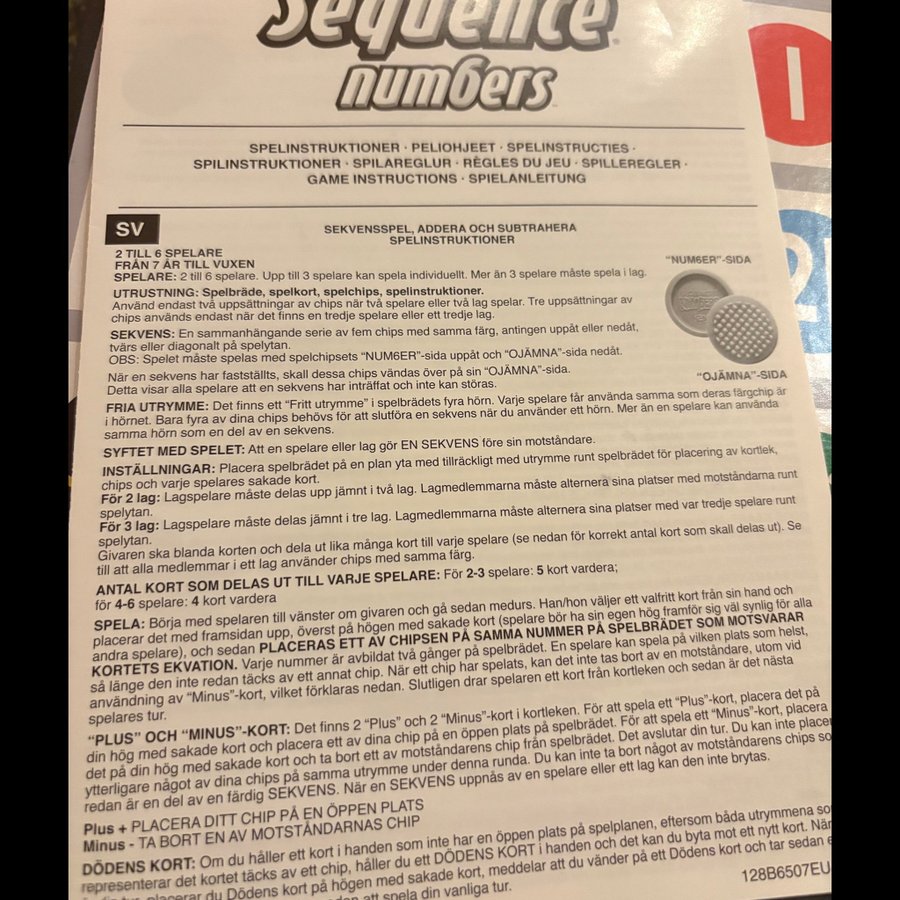 Sequence
numbers
SPELINSTRUKTIONER · PELIOHJEET · SPELINSTRUCTIES ·
SPILINSTRUKTIONER · SPILAREGLUR · RÈGLES DU JEU · SPILLEREGLER ·
GAME INSTRUCTIONS · SPIELANLEITUNG
SV
SEKVENSSPEL, ADDERA OCH SUBTRAHERA
SPELINSTRUKTIONER
2 TILL 6 SPELARE
FRÅN 7 ÅR TILL VUXEN
SPELARE: 2 till 6 spelare. Upp till 3 spelare kan spela individuellt. Mer än 3 spelare måste spela i lag.
UTRUSTNING: Spelbräde, spelkort, spelchips, spelinstruktioner.
Använd endast två uppsättningar av chips när två spelare eller två lag spelar. Tre uppsättningar av
chips används endast när det finns en tredje spelare eller ett tredje lag.
"NUM6ER"-SIDA
"OJÄMNA"-SIDA
SEKVENS: En sammanhängande serie av fem chips med samma färg, antingen uppåt eller nedåt,
tvärs eller diagonalt på spelytan.
OBS: Spelet måste spelas med spelchipsets "NUM6ER"-sida uppåt och "OJÄMNA"-sida nedåt.
När en sekvens har fastställts, skall dessa chips vändas över på sin "OJÄMNA"-sida.
Detta visar alla spelare att en sekvens har inträffat och inte kan störas.
FRIA UTRYMME: Det finns ett "Fritt utrymme" i spelbrädets fyra hörn. Varje spelare får använda samma som deras färgchip är
i hörnet. Bara fyra av dina chips behövs för att slutföra en sekvens när du använder ett hörn. Mer än en spelare kan använda
samma hörn som en del av en sekvens.
SYFTET MED SPELET: Att en spelare eller lag gör EN SEKVENS före sin motståndare.
INSTÄLLNINGAR: Placera spelbrädet på en plan yta med tillräckligt med utrymme runt spelbrädet för placering av kortlek,
chips och varje spelares sakade kort.
För 2 lag: Lagspelare måste delas upp jämnt i två lag. Lagmedlemmarna måste alternera sina platser med motståndarna runt
spelytan.
För 3 lag: Lagspelare måste delas jämnt i tre lag. Lagmedlemmarna måste alternera sina platser med var tredje spelare runt
spelytan.
Givaren ska blanda korten och dela ut lika många kort till varje spelare (se nedan för korrekt antal kort som skall delas ut). Se
till att alla medlemmar i ett lag använder chips med samma färg.
ANTAL KORT SOM DELAS UT TILL VARJE SPELARE: För 2-3 spelare: 5 kort vardera;
för 4-6 spelare: 4 kort vardera
SPELA: Börja med spelaren till vänster om givaren och gå sedan medurs. Han/hon väljer ett valfritt kort från sin hand och
placerar det med framsidan upp, överst på högen med sakade kort (spelare bör ha sin egen hög framför sig väl synlig för alla
andra spelare), och sedan PLACERAS ETT AV CHIPSEN PÅ SAMMA NUMMER PÅ SPELBRÄDET SOM MOTSVARAR
KORTETS EKVATION. Varje nummer är avbildat två gånger på spelbrädet. En spelare kan spela på vilken plats som helst,
så länge den inte redan täcks av ett annat chip. När ett chip har spelats, kan det inte tas bort av en motståndare, utom vid
användning av "Minus"-kort, vilket förklaras nedan. Slutligen drar spelaren ett kort från kortleken och sedan är det nästa
spelares tur.
"PLUS" OCH "MINUS"-KORT: Det finns 2 "Plus" och 2 "Minus"-kort i kortleken. För att spela ett "Plus"-kort, placera det på
din hög med sakade kort och placera ett av dina chip på en öppen plats på spelbrädet. För att spela ett "Minus"-kort, placera
det på din hög med sakade kort och ta bort ett av motståndarens chip från spelbrädet. Det avslutar din tur. Du kan inte placer
ytterligare något av dina chips på samma utrymme under denna runda. Du kan inte ta bort något av motståndarens chips so
redan är en del av en färdig SEKVENS. När en SEKVENS uppnås av en spelare eller ett lag kan den inte brytas.
Plus + PLACERA DITT CHIP PÅ EN ÖPPEN PLATS
Minus - TA BORT EN AV MOTSTÅNDARNAS CHIP
DÖDENS KORT: Om du håller ett kort i handen som inte har en öppen plats på spelplanen, eftersom båda utrymmena so
representerar det kortet täcks av ett chip, håller du ett DÖDENS KORT i handen och det kan du byta mot ett nytt kort. När
placerar du Dödens kort på högen med sakade kort, meddelar att du vänder på ett Dödens kort och tar sedan e
att spela din vanliga tur.
128B6507EU